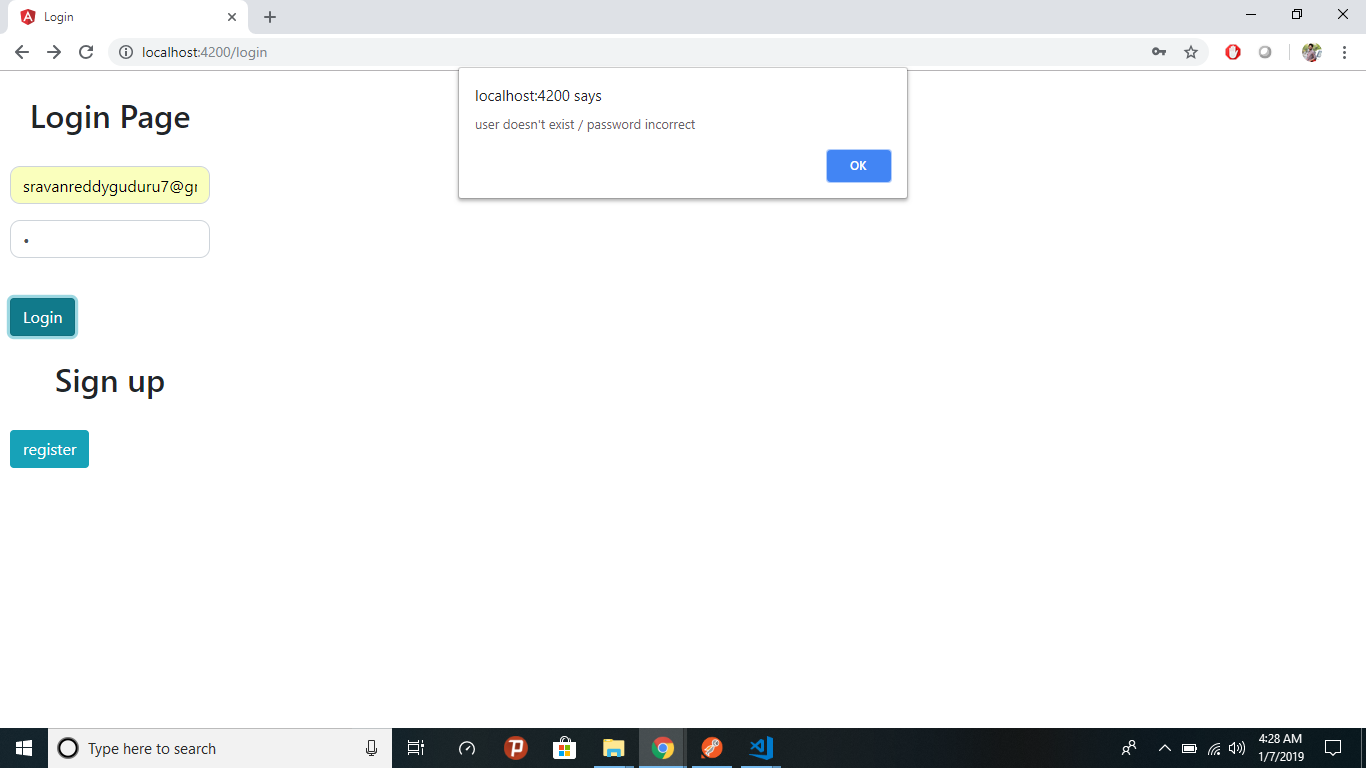 Login
localhost:4200/login
localhost:4200 says
user doesn't exist / password incorrect
OK
Login Page
sravanreddyguduru7@gr
Login
Sign up
register
Type here to search
4:28 AM
1/7/2019